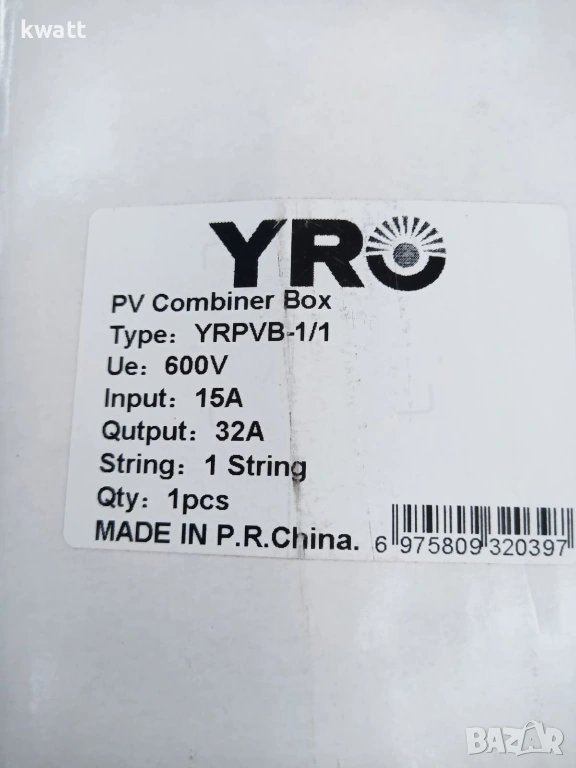 kwatt
YRO
PV Combiner Box
Type: YRPVB-1/1
Ue: 600V
Input: 15A
Qutput: 32A
String: 1 String
Qty: 1pcs
MADE IN P.R.China.
6 975809 320397
BAZAR